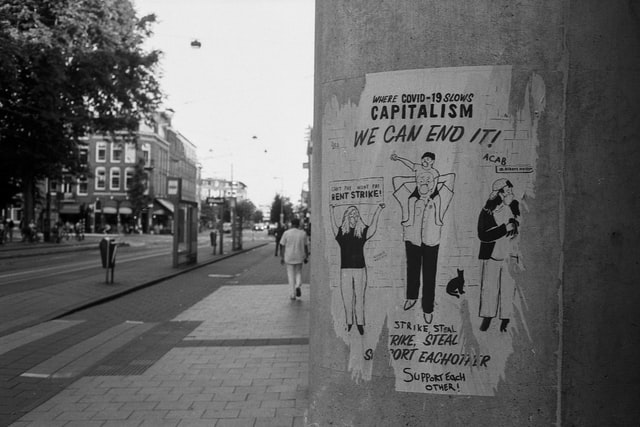 WHERE COVID-19 SLOWS
CAPITALISM
WE CAN END IT!
ACAB
CAN'T PAY WON'T PAY
RENT STRIKE!
STRIKE, STEAL
RIKE, STEAL
S PORT EACHOTHER
SUPPORT EACH
OTHER!